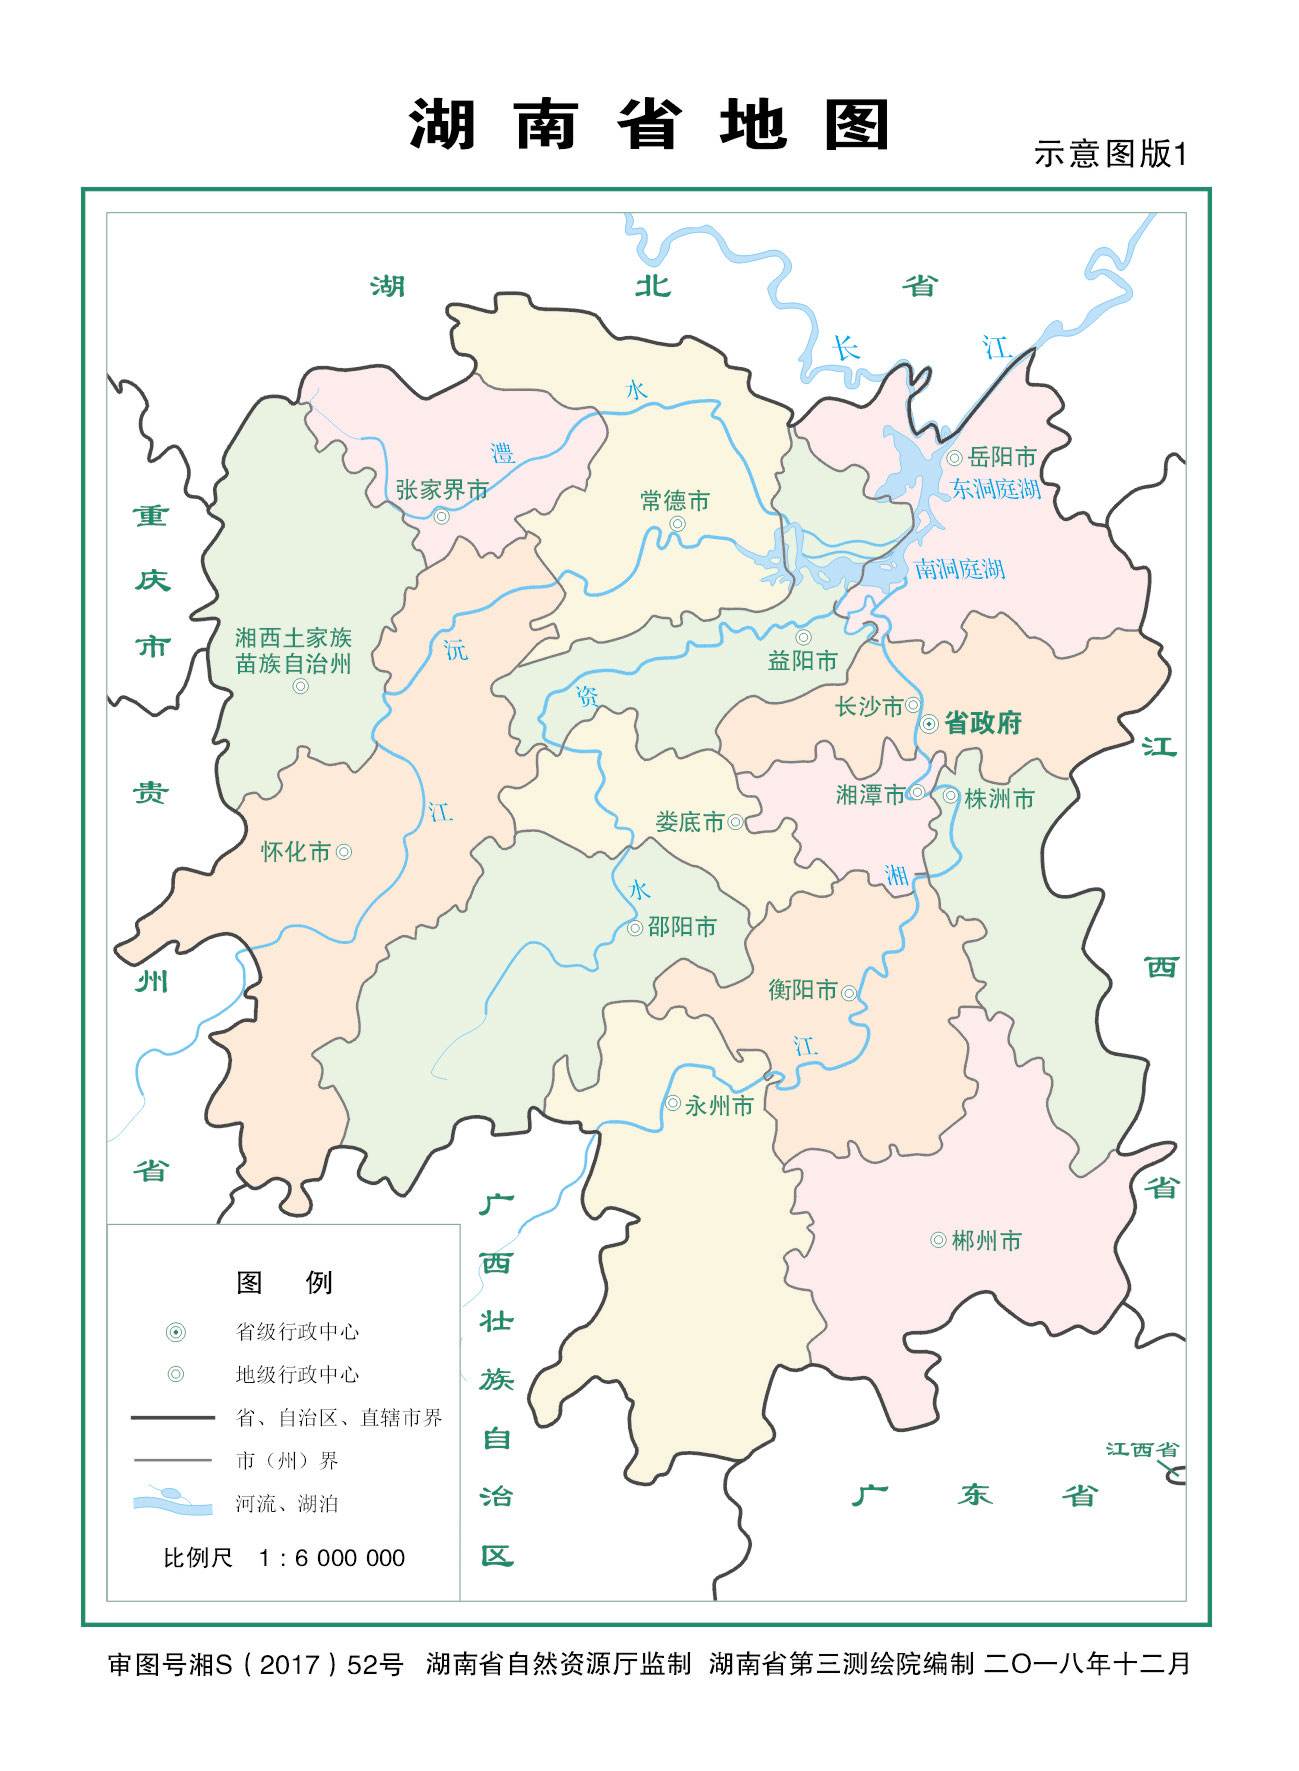 湖南省地图
示意图版1
湖北省
长江
水
澧
岳阳市
东洞庭湖
张家界市
常德市
重庆市
南洞庭湖
湘西土家族
苗族自治州
沅
益阳市
资
长沙市
省政府
江西省
贵州省
湘潭市
株洲市
江
娄底市
怀化市
湘
水
邵阳市
衡阳市
江
永州市
广西壮族自治区
郴州市
图例
省级行政中心
地级行政中心
省、自治区、直辖市界
市（州）界
河流、湖泊
比例尺 1：6 000 000
江西省
广东省
审图号湘S（2017）52号 湖南省自然资源厅监制 湖南省第三测绘院编制 二〇一八年十二月